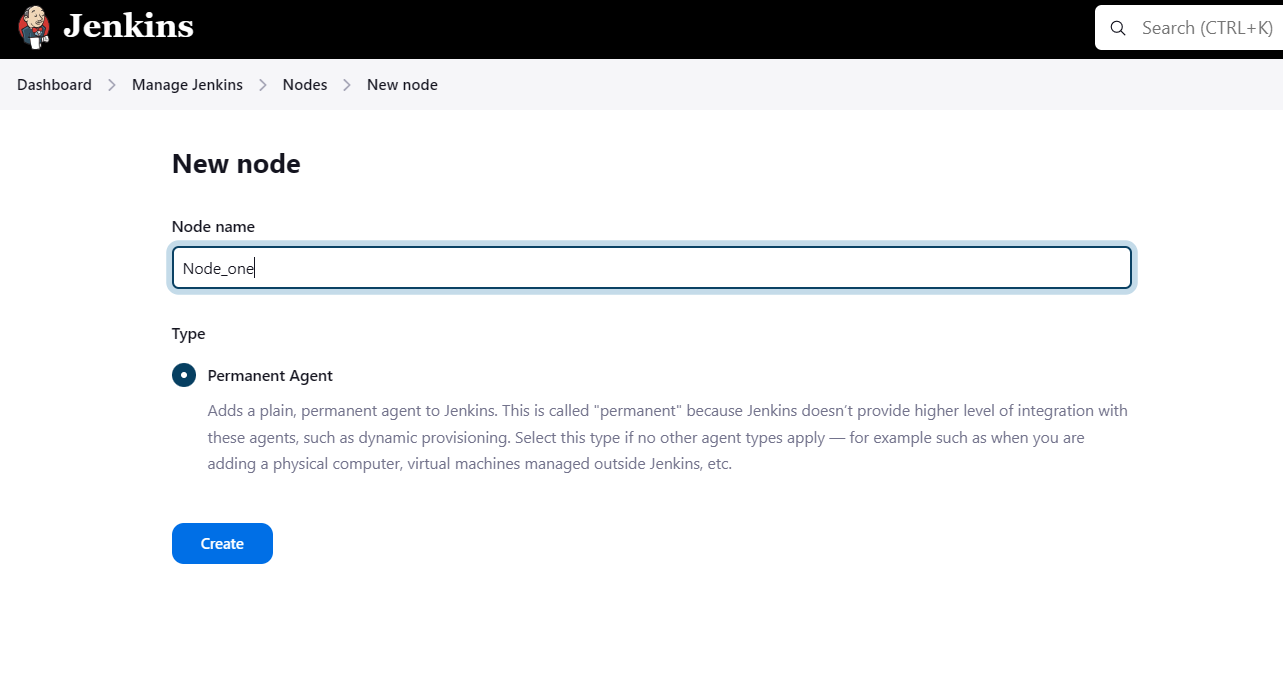 Jenkins
Search (CTRL+K)
Dashboard > Manage Jenkins > Nodes > New node
New node
Node name
Node_one
Type
Permanent Agent
Adds a plain, permanent agent to Jenkins. This is called "permanent" because Jenkins doesn’t provide higher level of integration with
these agents, such as dynamic provisioning. Select this type if no other agent types apply — for example such as when you are
adding a physical computer, virtual machines managed outside Jenkins, etc.
Create